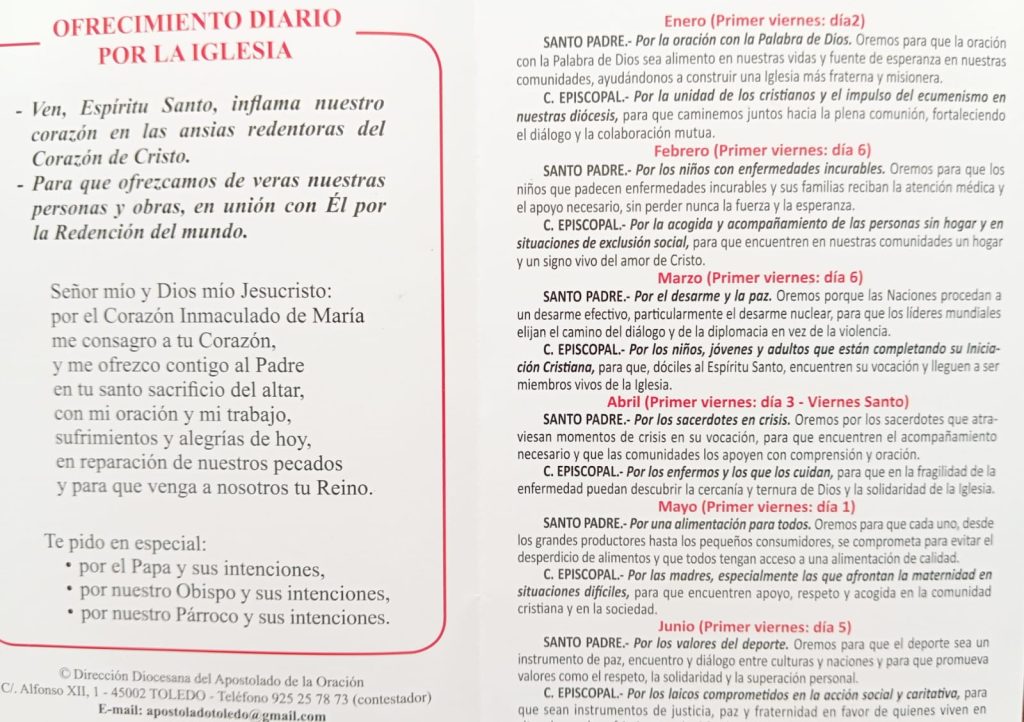 OFRECIMIENTO DIARIO
POR LA IGLESIA
- Ven, Espíritu Santo, inflama nuestro
corazón en las ansias redentoras del
Corazón de Cristo.
- Para que ofrezcamos de veras nuestras
personas y obras, en unión con Él por
la Redención del mundo.
Señor mío y Dios mío Jesucristo:
por el Corazón Inmaculado de María
me consagro a tu Corazón,
y me ofrezco contigo al Padre
en tu santo sacrificio del altar,
con mi oración y mi trabajo,
sufrimientos y alegrías de hoy,
en reparación de nuestros pecados
y para que venga a nosotros tu Reino.
Te pido en especial:
• por el Papa y sus intenciones,
• por nuestro Obispo y sus intenciones,
• por nuestro Párroco y sus intenciones.
© Dirección Diocesana del Apostolado de la Oración
C/. Alfonso XII, 1 - 45002 TOLEDO - Teléfono 925 25 78 73 (contestador)
E-mail: apostoladotoledo@gmail.com
Enero (Primer viernes: día2)
SANTO PADRE.- Por la oración con la Palabra de Dios. Oremos para que la oración
con la Palabra de Dios sea alimento en nuestras vidas y fuente de esperanza en nuestras
comunidades, ayudándonos a construir una Iglesia más fraterna y misionera.
C. EPISCOPAL.- Por la unidad de los cristianos y el impulso del ecumenismo en
nuestras diócesis, para que caminemos juntos hacia la plena comunión, fortaleciendo
el diálogo y la colaboración mutua.
Febrero (Primer viernes: día 6)
SANTO PADRE.- Por los niños con enfermedades incurables. Oremos para que los
niños que padecen enfermedades incurables y sus familias reciban la atención médica y
el apoyo necesario, sin perder nunca la fuerza y la esperanza.
C. EPISCOPAL.- Por la acogida y acompañamiento de las personas sin hogar y en
situaciones de exclusión social, para que encuentren en nuestras comunidades un hogar
y un signo vivo del amor de Cristo.
Marzo (Primer viernes: día 6)
SANTO PADRE.- Por el desarme y la paz. Oremos porque las Naciones procedan a
un desarme efectivo, particularmente el desarme nuclear, para que los líderes mundiales
elijan el camino del diálogo y de la diplomacia en vez de la violencia.
C. EPISCOPAL.- Por los niños, jóvenes y adultos que están completando su Inicia-
ción Cristiana, para que, dóciles al Espíritu Santo, encuentren su vocación y lleguen a ser
miembros vivos de la Iglesia.
Abril (Primer viernes: día 3 - Viernes Santo)
SANTO PADRE.- Por los sacerdotes en crisis. Oremos por los sacerdotes que atra-
viesan momentos de crisis en su vocación, para que encuentren el acompañamiento
necesario y que las comunidades los apoyen con comprensión y oración.
C. EPISCOPAL.- Por los enfermos y los que los cuidan, para que en la fragilidad de la
enfermedad puedan descubrir la cercanía y ternura de Dios y la solidaridad de la Iglesia.
Mayo (Primer viernes: día 1)
SANTO PADRE.- Por una alimentación para todos. Oremos para que cada uno, desde
los grandes productores hasta los pequeños consumidores, se comprometa para evitar el
desperdicio de alimentos y que todos tengan acceso a una alimentación de calidad.
C. EPISCOPAL.- Por las madres, especialmente las que afrontan la maternidad en
situaciones difíciles, para que encuentren apoyo, respeto y acogida en la comunidad
cristiana y en la sociedad.
Junio (Primer viernes: día 5)
SANTO PADRE.- Por los valores del deporte. Oremos para que el deporte sea un
instrumento de paz, encuentro y diálogo entre culturas y naciones y para que promueva
valores como el respeto, la solidaridad y la superación personal.
C. EPISCOPAL.- Por los laicos comprometidos en la acción social y caritativa, para
que sean instrumentos de justicia, paz y fraternidad en favor de quienes viven en